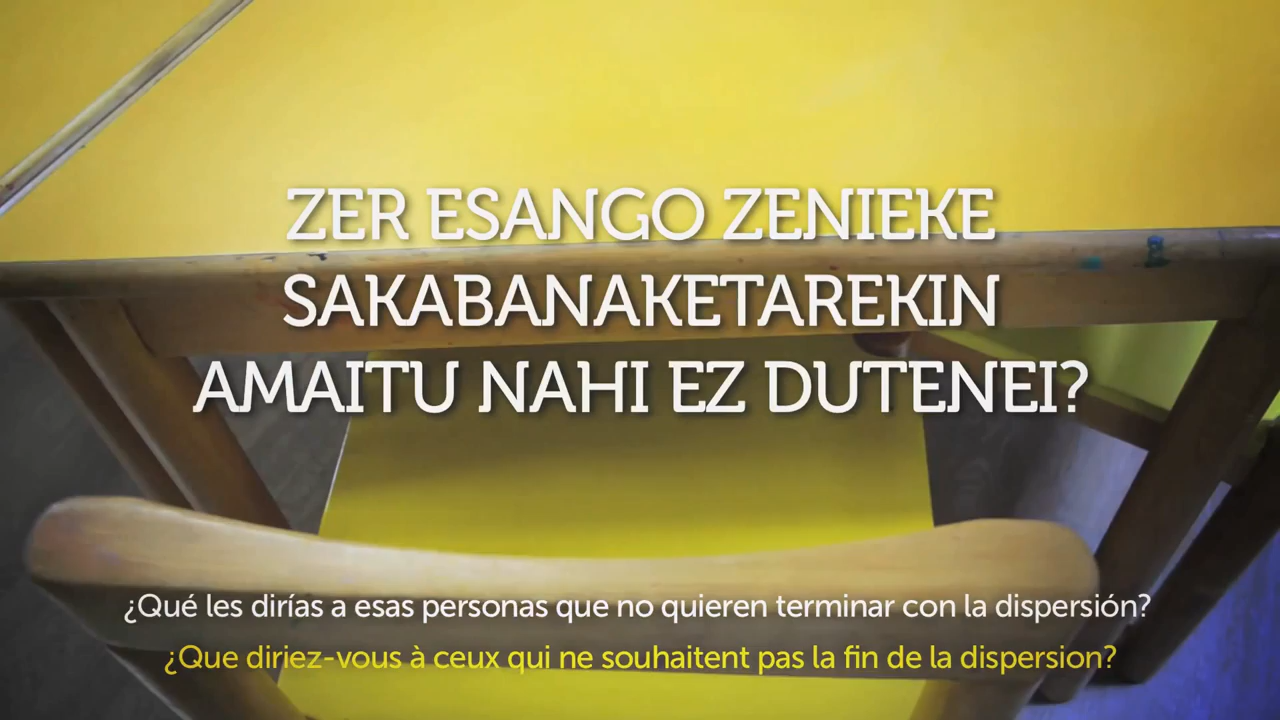 ZER ESANGO ZENIEKE
SAKABANAKETAREKIN
AMAITU NAHI EZ DUTENEI?
¿Qué les dirías a esas personas que no quieren terminar con la dispersión?
¿Que diriez-vous à ceux qui ne souhaitent pas la fin de la dispersion?